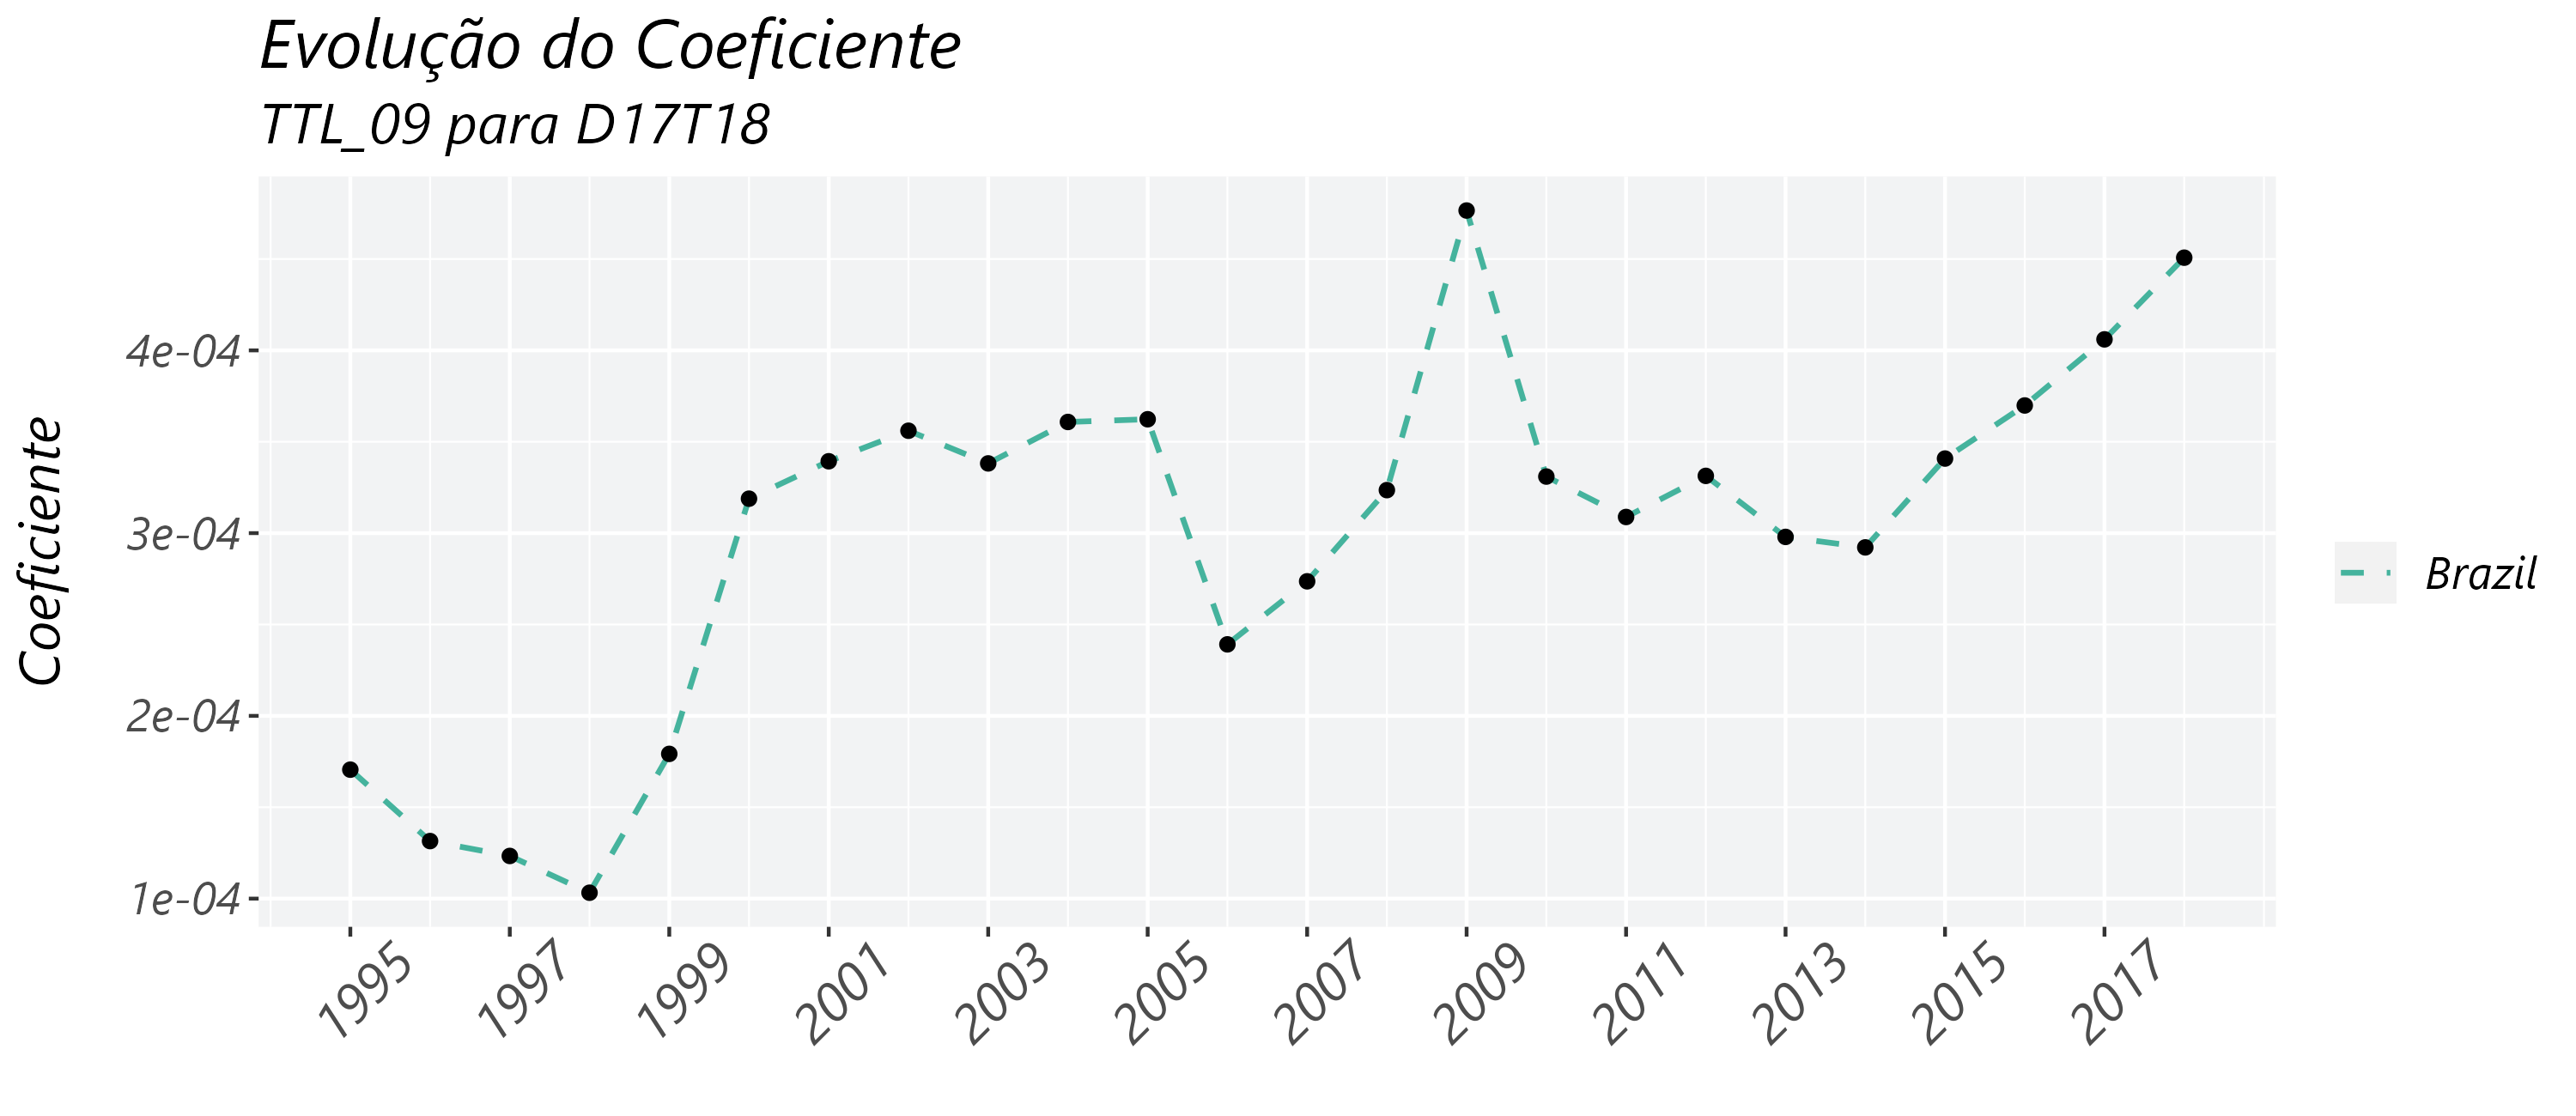 Evolução do Coeficiente
TTL_09 para D17T18
Coeficiente
4e-04
3e-04
2e-04
1e-04
1995
1997
1999
2001
2003
2005
2007
2009
2011
2013
2015
2017
Brazil